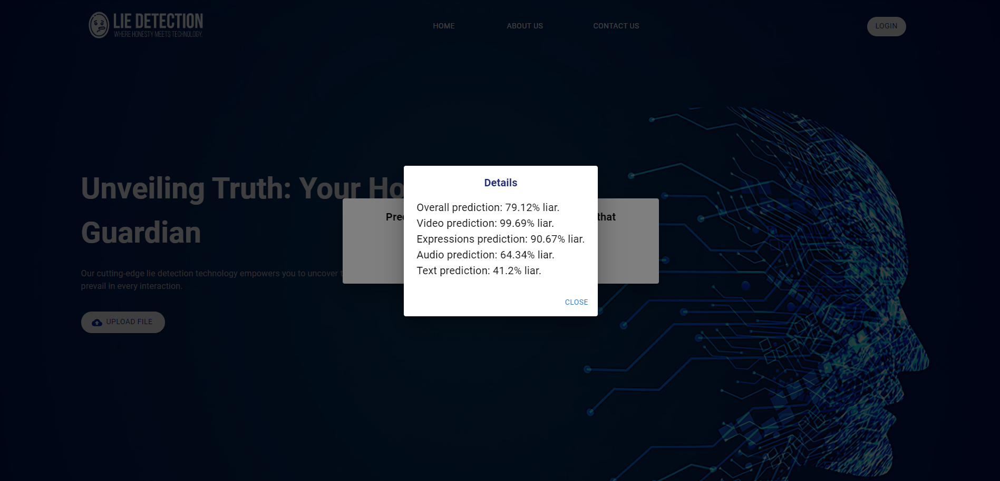 LIE DETECTION
WHERE HONESTY MEETS TECHNOLOGY.
HOME
ABOUT US
CONTACT US
LOGIN
Unveiling Truth: Your Ho
Guardian
Our cutting-edge lie detection technology empowers you to uncover t
prevail in every interaction.
UPLOAD FILE
Pred
that
Details
Overall prediction: 79.12% liar.
Video prediction: 99.69% liar.
Expressions prediction: 90.67% liar.
Audio prediction: 64.34% liar.
Text prediction: 41.2% liar.
CLOSE